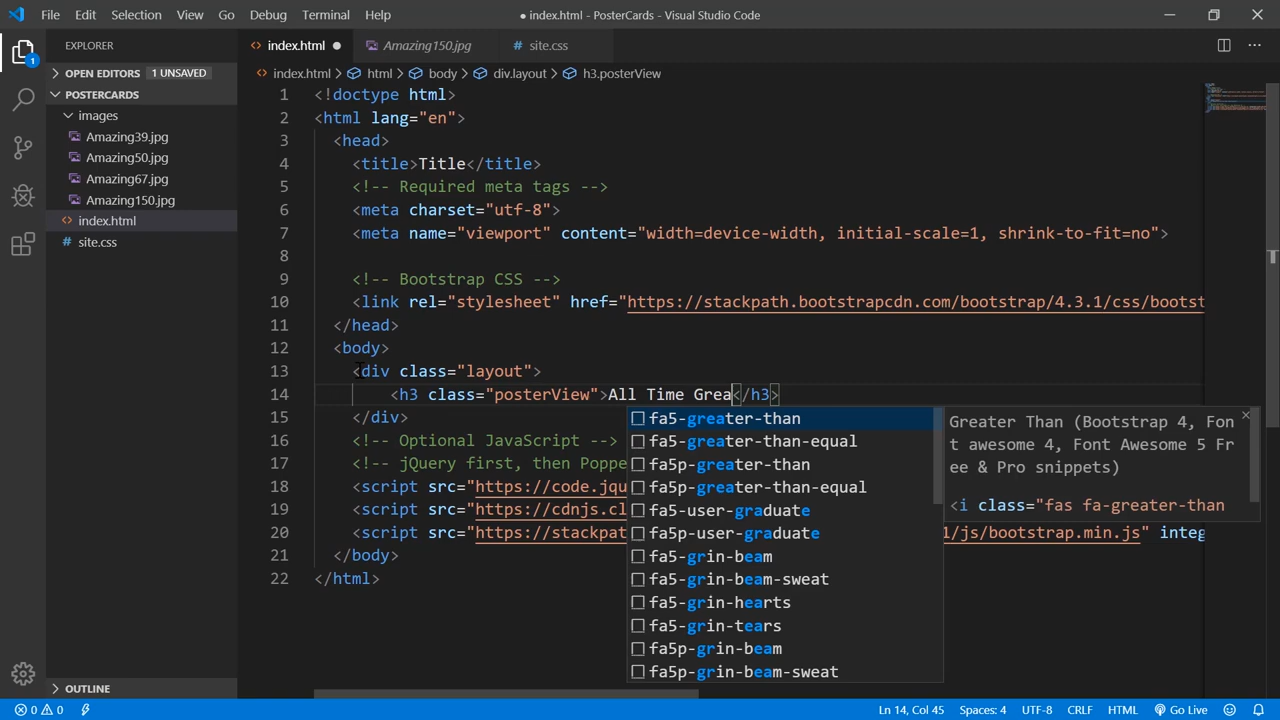 File Edit Selection View Go Debug Terminal Help
● index.html - PosterCards - Visual Studio Code
EXPLORER
index.html ●
Amazing150.jpg
site.css
1
OPEN EDITORS 1 UNSAVED
POSTERCARDS
images
Amazing39.jpg
Amazing50.jpg
Amazing67.jpg
Amazing150.jpg
index.html
site.css
OUTLINE
index.html > html > body > div.layout > h3.posterView
1 <!doctype html>
2 <html lang="en">
3 <head>
4 <title>Title</title>
5 <!-- Required meta tags -->
6 <meta charset="utf-8">
7 <meta name="viewport" content="width=device-width, initial-scale=1, shrink-to-fit=no">
8
9 <!-- Bootstrap CSS -->
10 <link rel="stylesheet" href="https://stackpath.bootstrapcdn.com/bootstrap/4.3.1/css/bootst
11 </head>
12 <body>
13 <div class="layout">
14 <h3 class="posterView">All Time Grea</h3>
15 </div>
16 <!-- Optional JavaScript -->
17 <!-- jQuery first, then Poppe
18 <script src="https://code.jqu
19 <script src="https://cdnjs.cl
20 <script src="https://stackpat 1/js/bootstrap.min.js" integ
21 </body>
22 </html>
fa5-greater-than
fa5-greater-than-equal
fa5p-greater-than
fa5p-greater-than-equal
fa5-user-graduate
fa5p-user-graduate
fa5-grin-beam
fa5-grin-beam-sweat
fa5-grin-hearts
fa5-grin-tears
fa5p-grin-beam
fa5p-grin-beam-sweat
Greater Than (Bootstrap 4, Fon
t awesome 4, Font Awesome 5 Fr
ee & Pro snippets)
<i class="fas fa-greater-than
0 0
Ln 14, Col 45 Spaces: 4 UTF-8 CRLF HTML Go Live